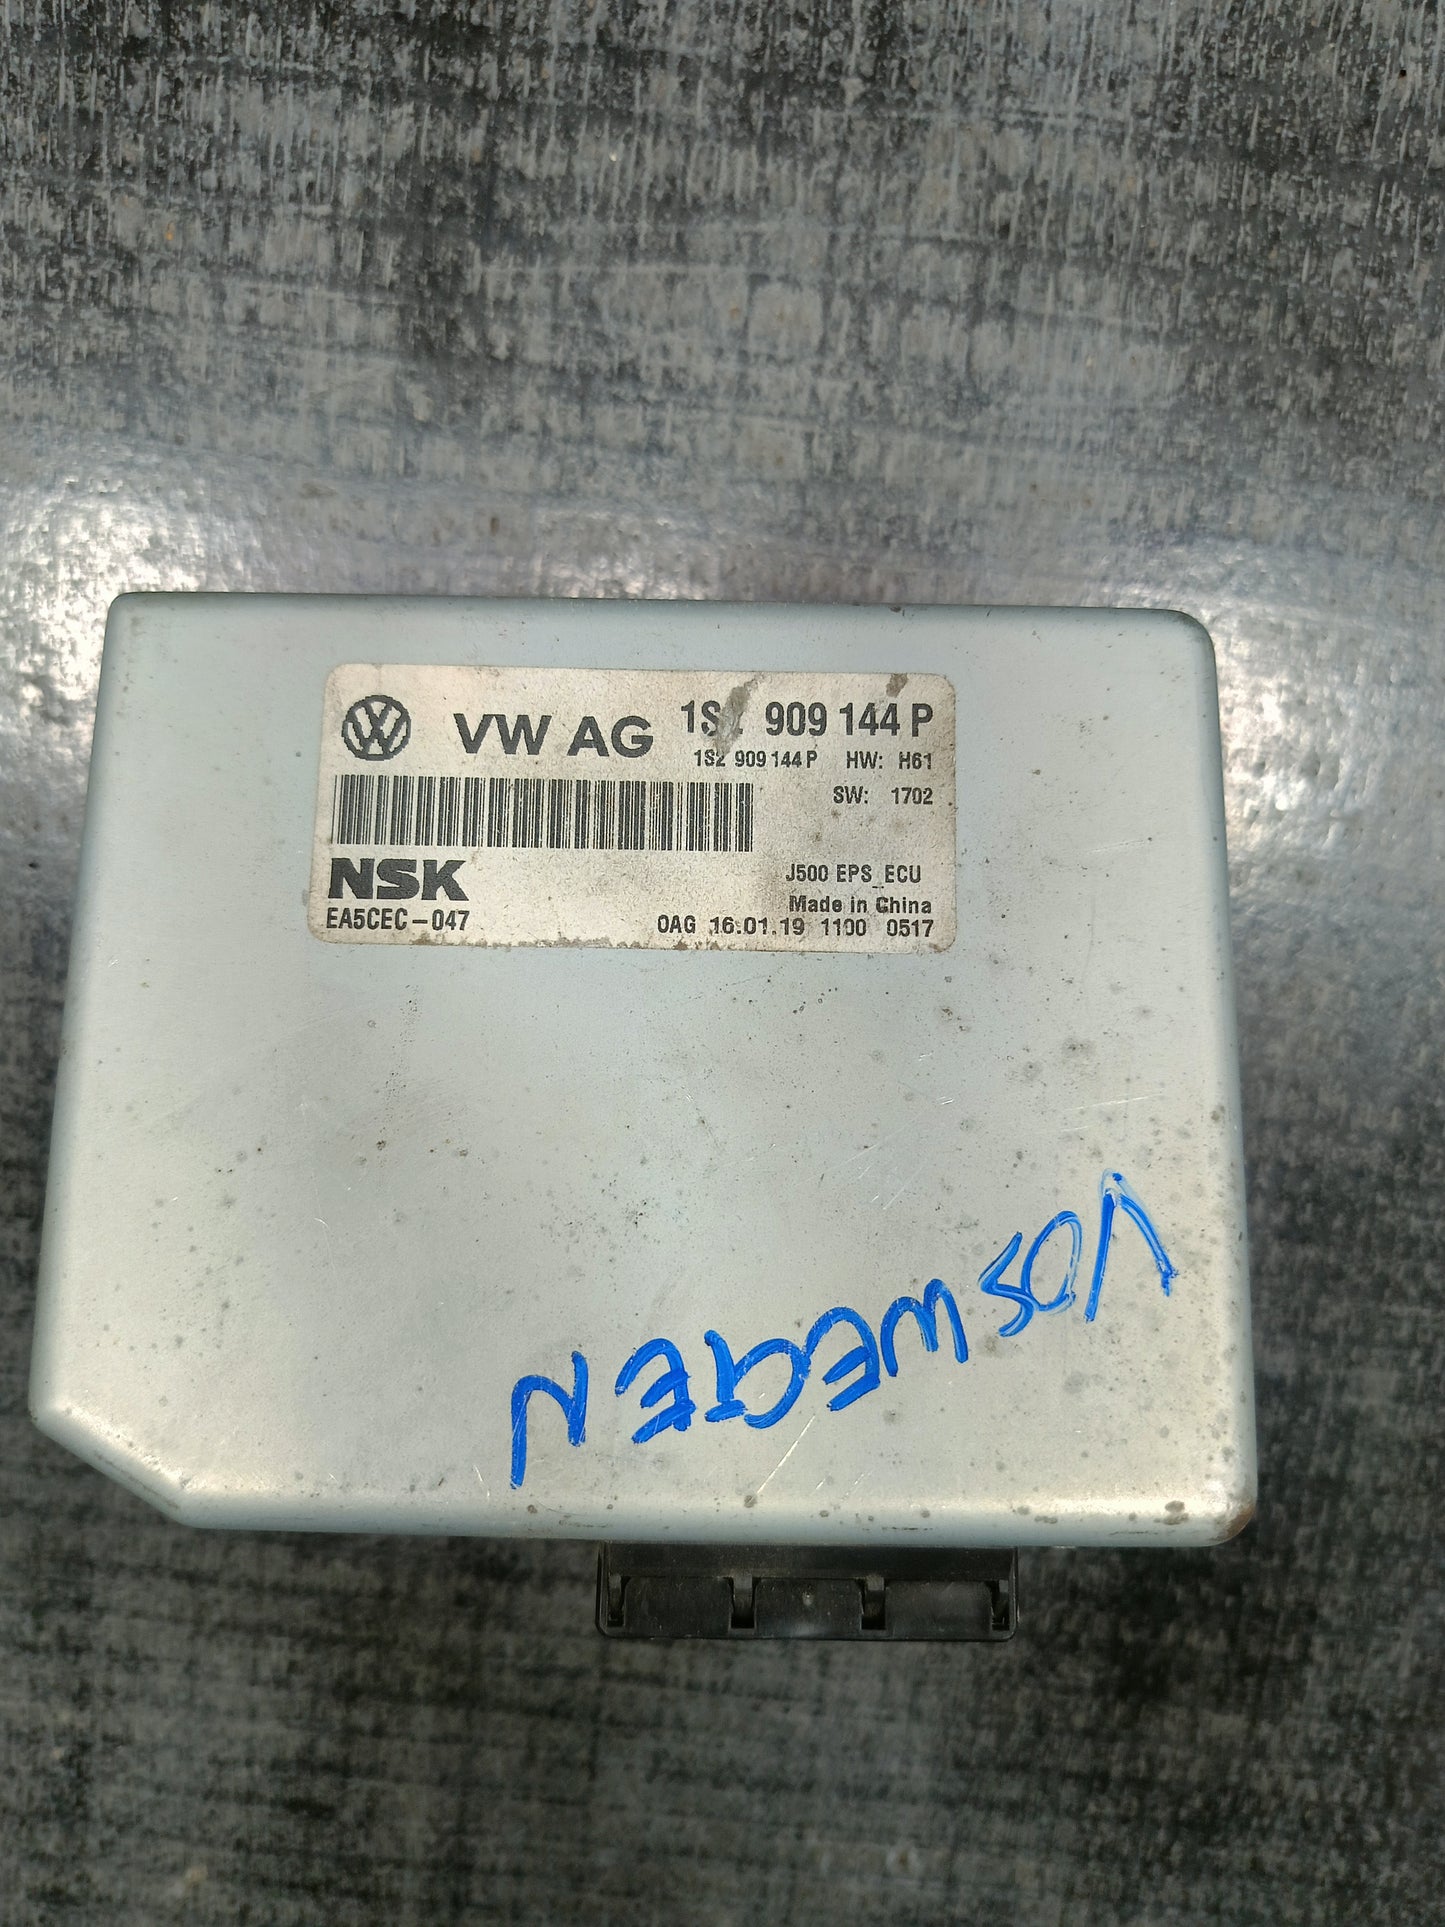 VW AG 1S2 909 144 P
1S2 909 144 P HW: H61
SW: 1702
NSK
J500 EPS_ECU
Made in China
EA5CEC-047 0AG 16.01.19 1100 0517
VOSWEGEN